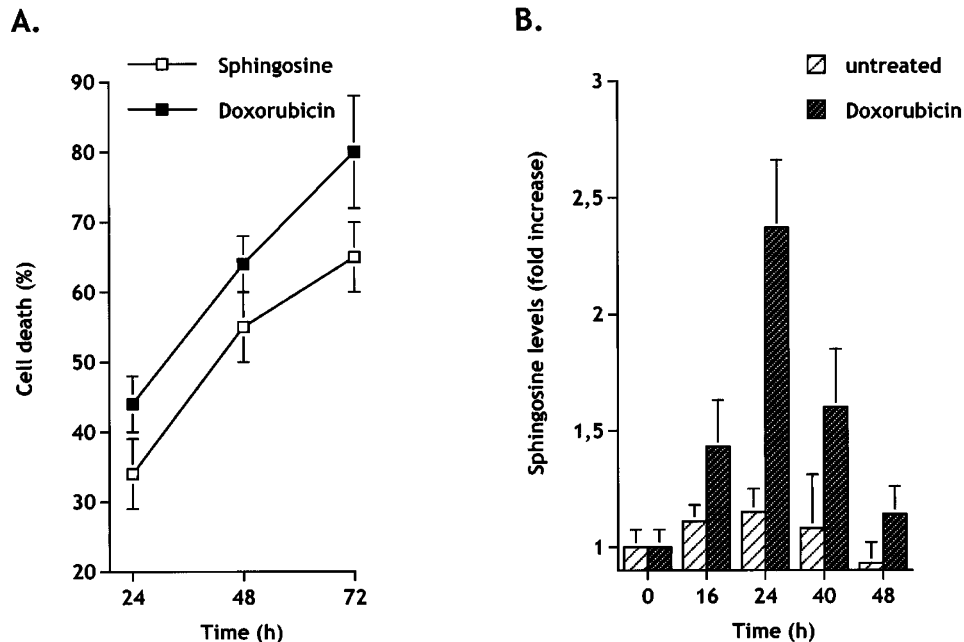 A.
Sphingosine
Doxorubicin
Cell death (%)
90
80
70
60
50
40
30
20
24 48 72
Time (h)
B.
untreated
Doxorubicin
Sphingosine levels (fold increase)
3
2,5
2
1,5
1
0 16 24 40 48
Time (h)